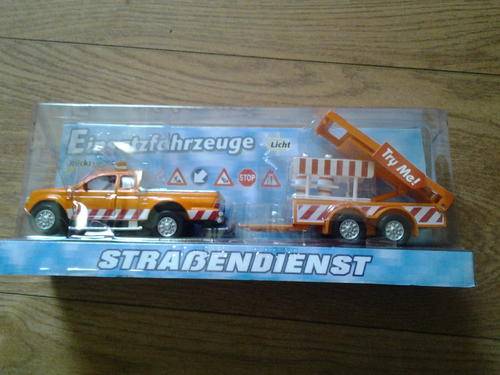 Einsatzfahrzeuge
Licht
STOP
Try Me!
STRAßENDIENST